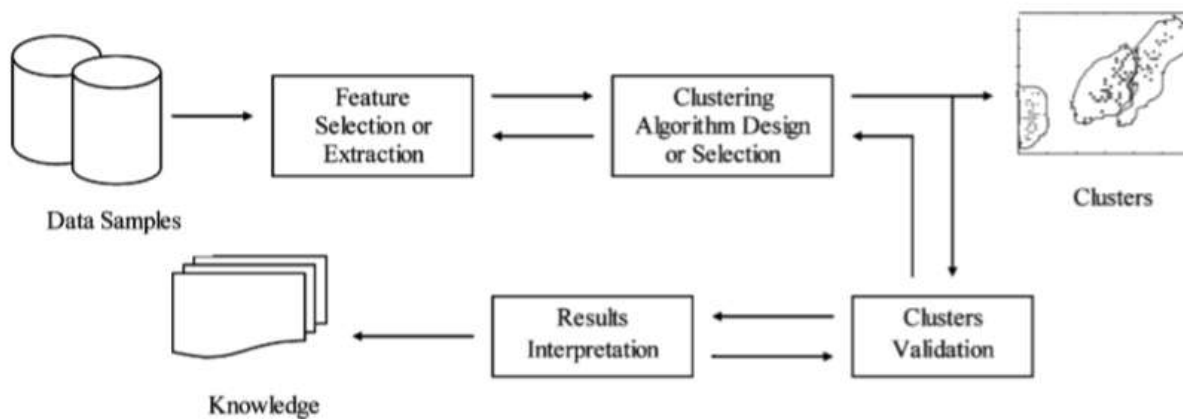 Feature
Selection or
Extraction
Clustering
Algorithm Design
or Selection
Clusters
Data Samples
Results
Interpretation
Clusters
Validation
Knowledge